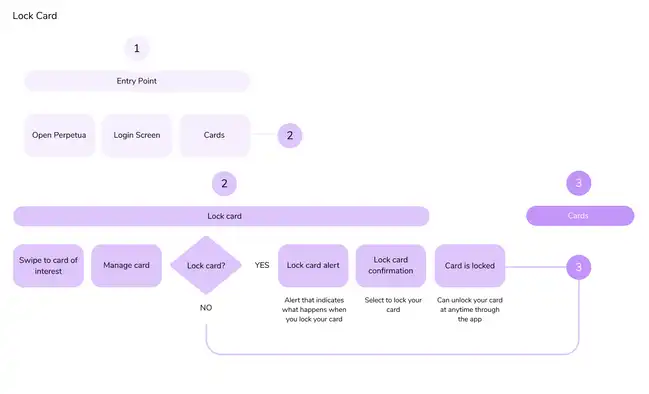 Lock Card
1
Entry Point
Open Perpetua
Login Screen
Cards
2
2
Lock card
3
Cards
Swipe to card of
interest
Manage card
Lock card?
YES
Lock card alert
Lock card
confirmation
Card is locked
3
NO
Alert that indicates
what happens when
you lock your card
Select to lock your
card
Can unlock your card
at anytime through
the app